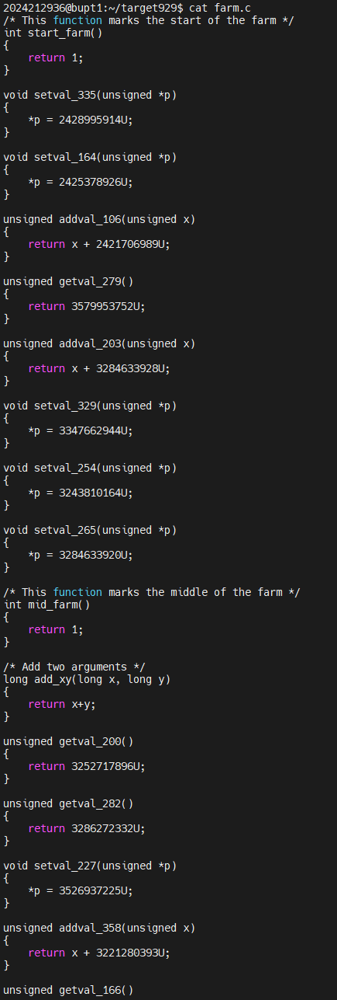 2024212936@bupt1:~/target929$ cat farm.c
/* This function marks the start of the farm */
int start_farm()
{
    return 1;
}

void setval_335(unsigned *p)
{
    *p = 2428995914U;
}

void setval_164(unsigned *p)
{
    *p = 2425378926U;
}

unsigned addval_106(unsigned x)
{
    return x + 2421706989U;
}

unsigned getval_279()
{
    return 3579953752U;
}

unsigned addval_203(unsigned x)
{
    return x + 3284633928U;
}

void setval_329(unsigned *p)
{
    *p = 3347662944U;
}

void setval_254(unsigned *p)
{
    *p = 3243810164U;
}

void setval_265(unsigned *p)
{
    *p = 3284633920U;
}

/* This function marks the middle of the farm */
int mid_farm()
{
    return 1;
}

/* Add two arguments */
long add_xy(long x, long y)
{
    return x+y;
}

unsigned getval_200()
{
    return 3252717896U;
}

unsigned getval_282()
{
    return 3286272332U;
}

void setval_227(unsigned *p)
{
    *p = 3526937225U;
}

unsigned addval_358(unsigned x)
{
    return x + 3221280393U;
}

unsigned getval_166()